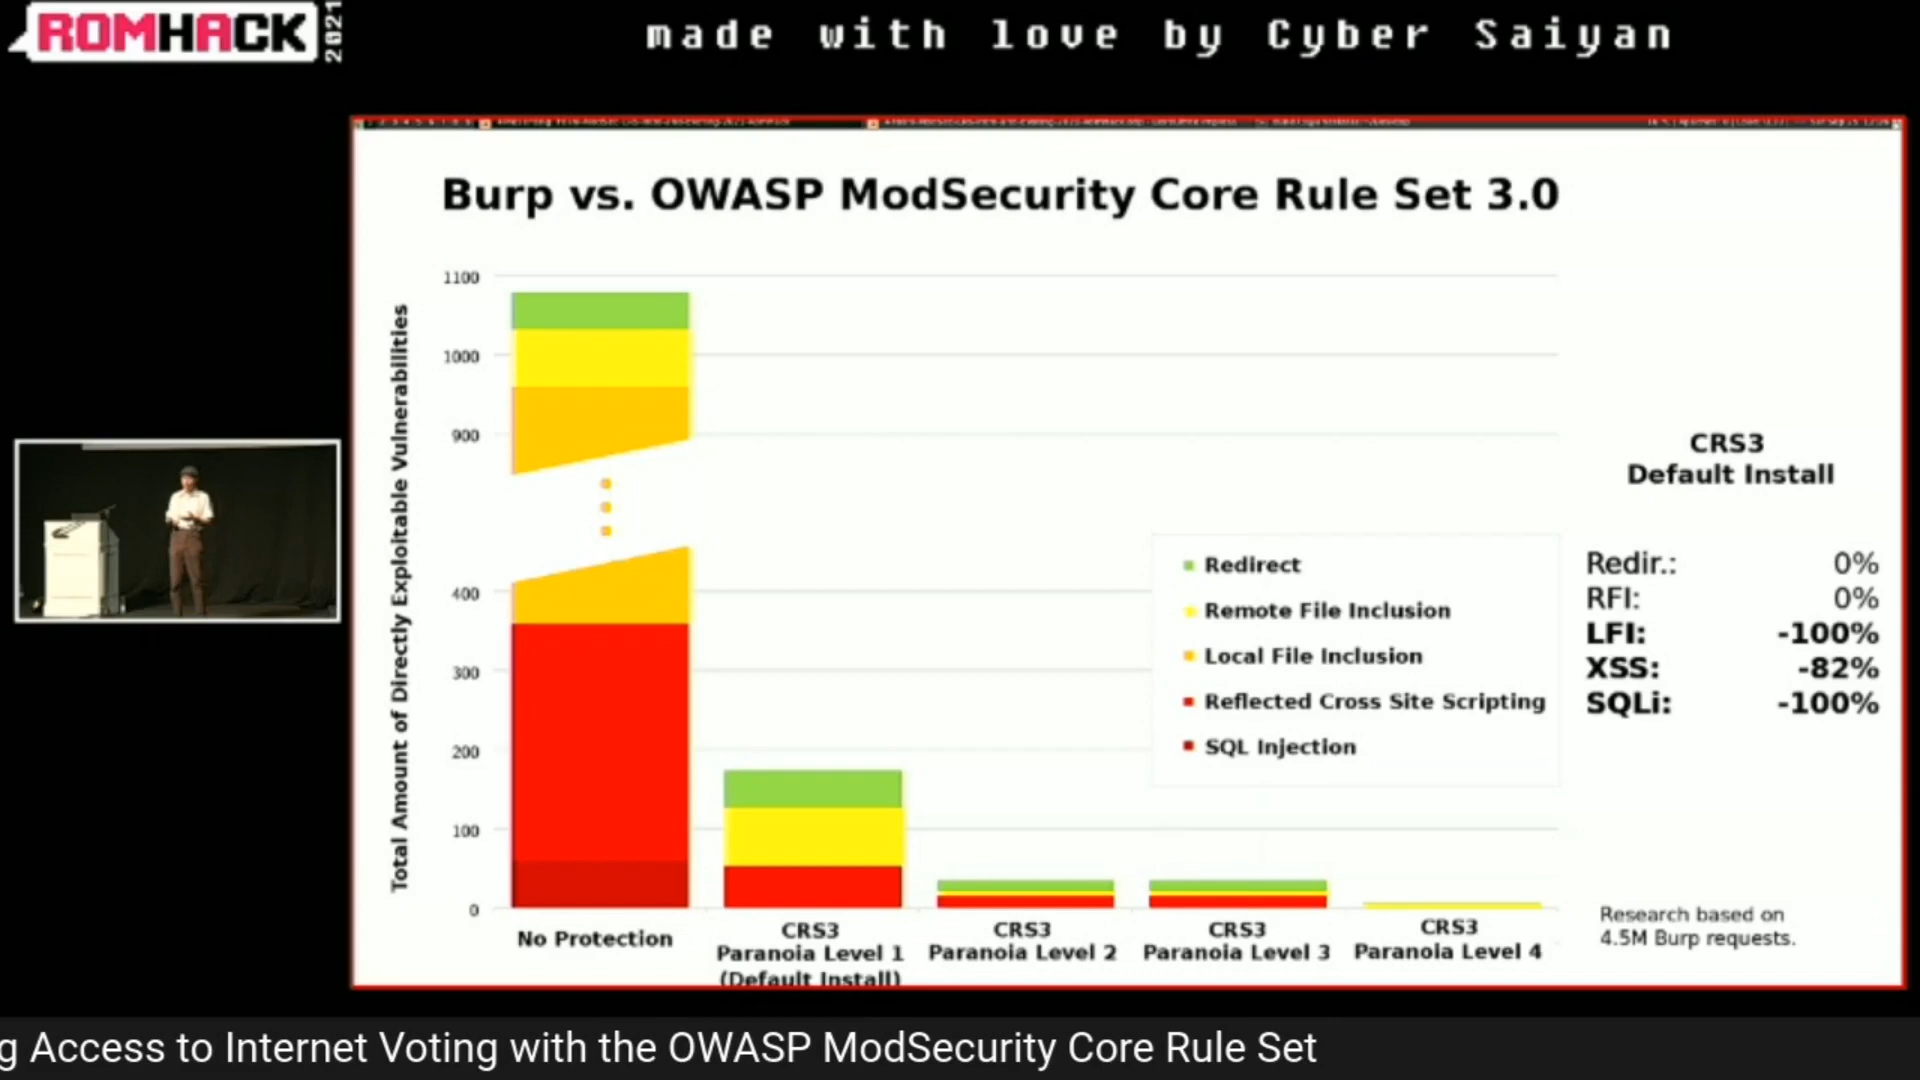 ROMHACK
2021
made with love by Cyber Saiyan
Burp vs. OWASP ModSecurity Core Rule Set 3.0
Total Amount of Directly Exploitable Vulnerabilities
1100
1000
900
400
300
200
100
0
No Protection
CRS3
Paranoia Level 1
(Default Install)
CRS3
Paranoia Level 2
CRS3
Paranoia Level 3
CRS3
Paranoia Level 4
Redirect
Remote File Inclusion
Local File Inclusion
Reflected Cross Site Scripting
SQL Injection
CRS3
Default Install
Redir.: 0%
RFI: 0%
LFI: -100%
XSS: -82%
SQLi: -100%
Research based on
4.5M Burp requests.
g Access to Internet Voting with the OWASP ModSecurity Core Rule Set